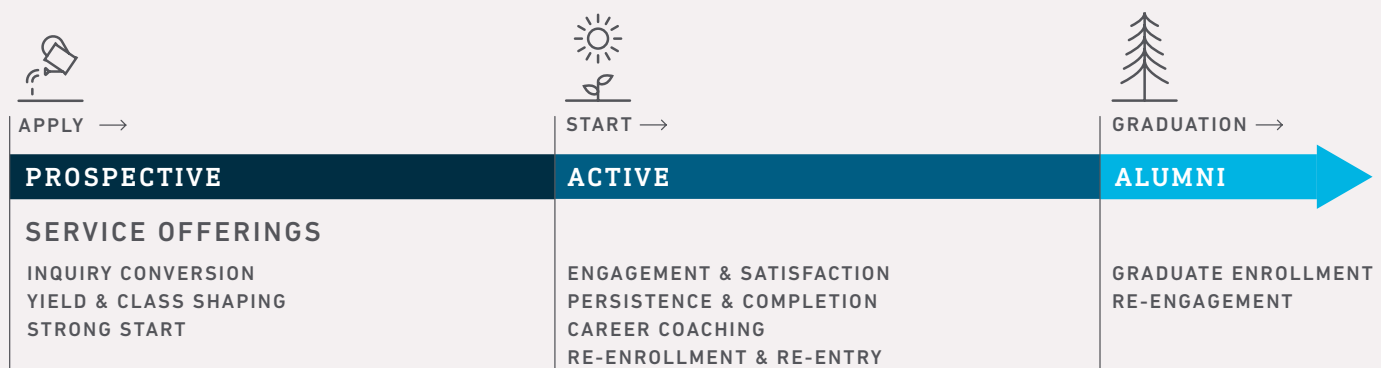 APPLY →
START →
GRADUATION →
PROSPECTIVE
ACTIVE
ALUMNI
SERVICE OFFERINGS
INQUIRY CONVERSION
YIELD & CLASS SHAPING
STRONG START
ENGAGEMENT & SATISFACTION
PERSISTENCE & COMPLETION
CAREER COACHING
RE-ENROLLMENT & RE-ENTRY
GRADUATE ENROLLMENT
RE-ENGAGEMENT